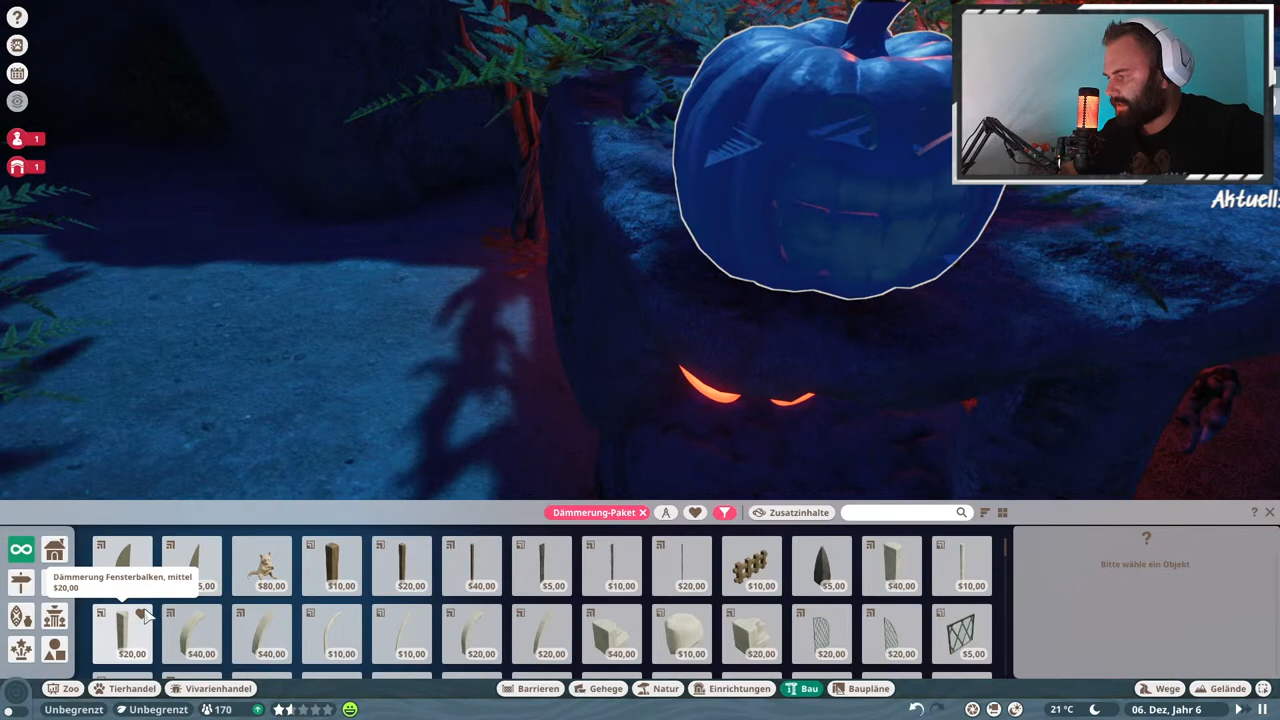 ?
1
1
Aktuell
Dämmerung-Paket ×
Zusatzinhalte
? ×
?
Bitte wähle ein Objekt
Dämmerung Fensterbalken, mittel
$20,00
$80,00 $10,00 $20,00 $40,00 $5,00 $10,00 $20,00 $10,00 $5,00 $40,00 $10,00
$20,00 $40,00 $40,00 $10,00 $10,00 $20,00 $20,00 $40,00 $10,00 $20,00 $20,00 $20,00 $5,00
Zoo Tierhandel Vivarienhandel Barrieren Gehege Natur Einrichtungen Bau Baupläne Wege Gelände
Unbegrenzt Unbegrenzt 170 21 °C 06. Dez, Jahr 6